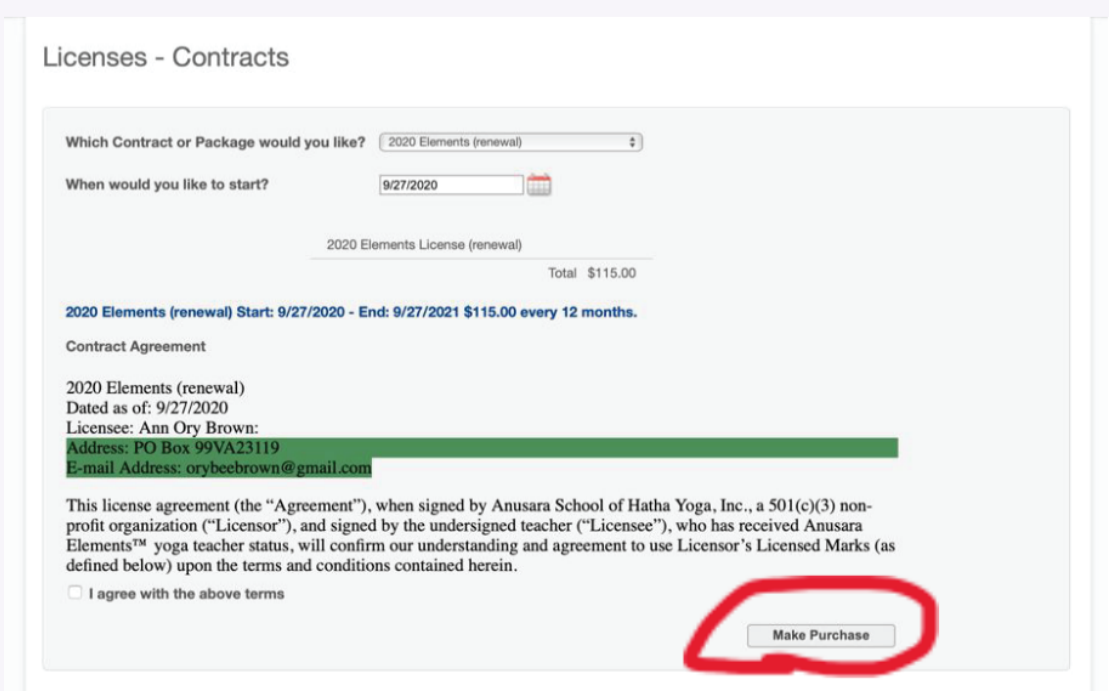 Licenses - Contracts
Which Contract or Package would you like? 2020 Elements (renewal)
When would you like to start? 9/27/2020
2020 Elements License (renewal)
Total $115.00
2020 Elements (renewal) Start: 9/27/2020 - End: 9/27/2021 $115.00 every 12 months.
Contract Agreement
2020 Elements (renewal)
Dated as of: 9/27/2020
Licensee: Ann Ory Brown:
Address: PO Box 99VA23119
E-mail Address: orybeebrown@gmail.com
This license agreement (the “Agreement”), when signed by Anusara School of Hatha Yoga, Inc., a 501(c)(3) non-
profit organization (“Licensor”), and signed by the undersigned teacher (“Licensee”), who has received Anusara
Elements™ yoga teacher status, will confirm our understanding and agreement to use Licensor’s Licensed Marks (as
defined below) upon the terms and conditions contained herein.
I agree with the above terms
Make Purchase